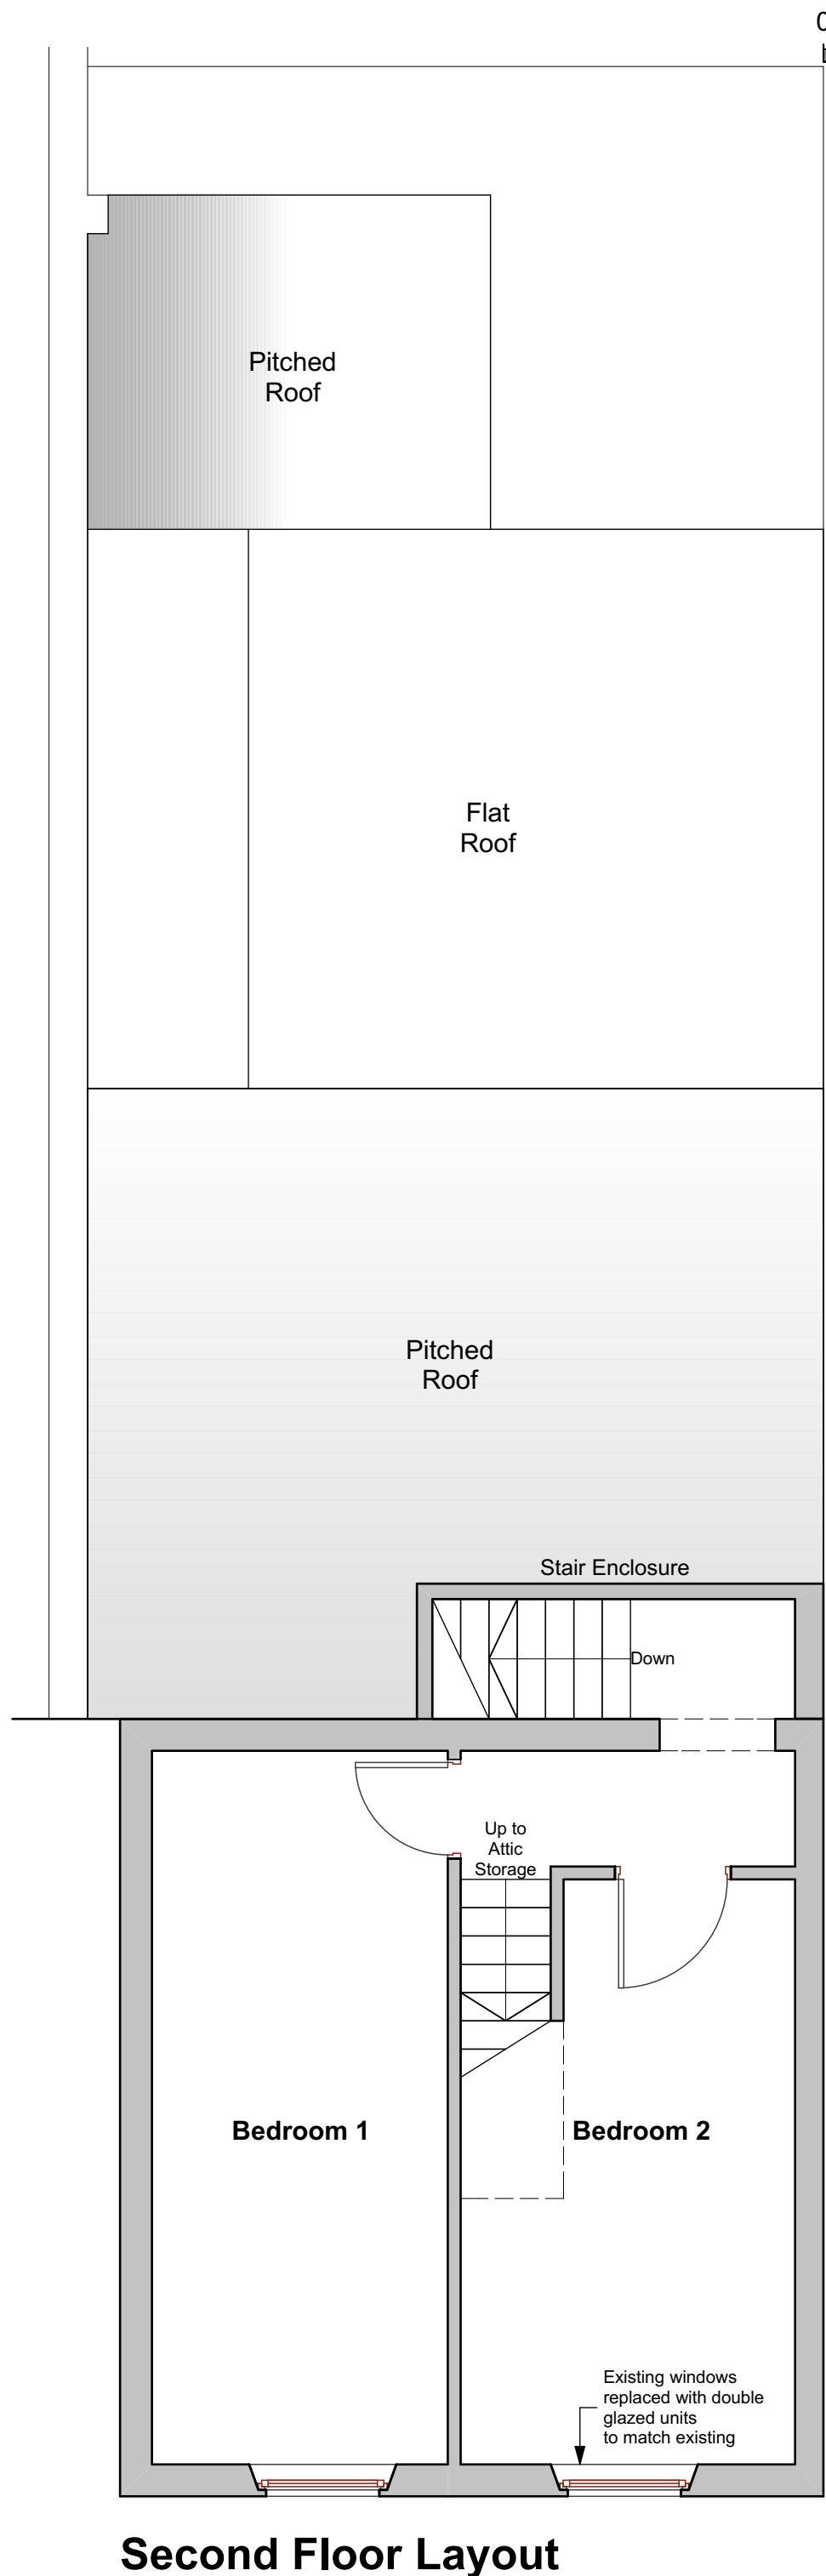 Pitched
Roof
Flat
Roof
Pitched
Roof
Stair Enclosure
Down
Up to
Attic
Storage
Bedroom 1
Bedroom 2
Existing windows
replaced with double
glazed units
to match existing
Second Floor Layout